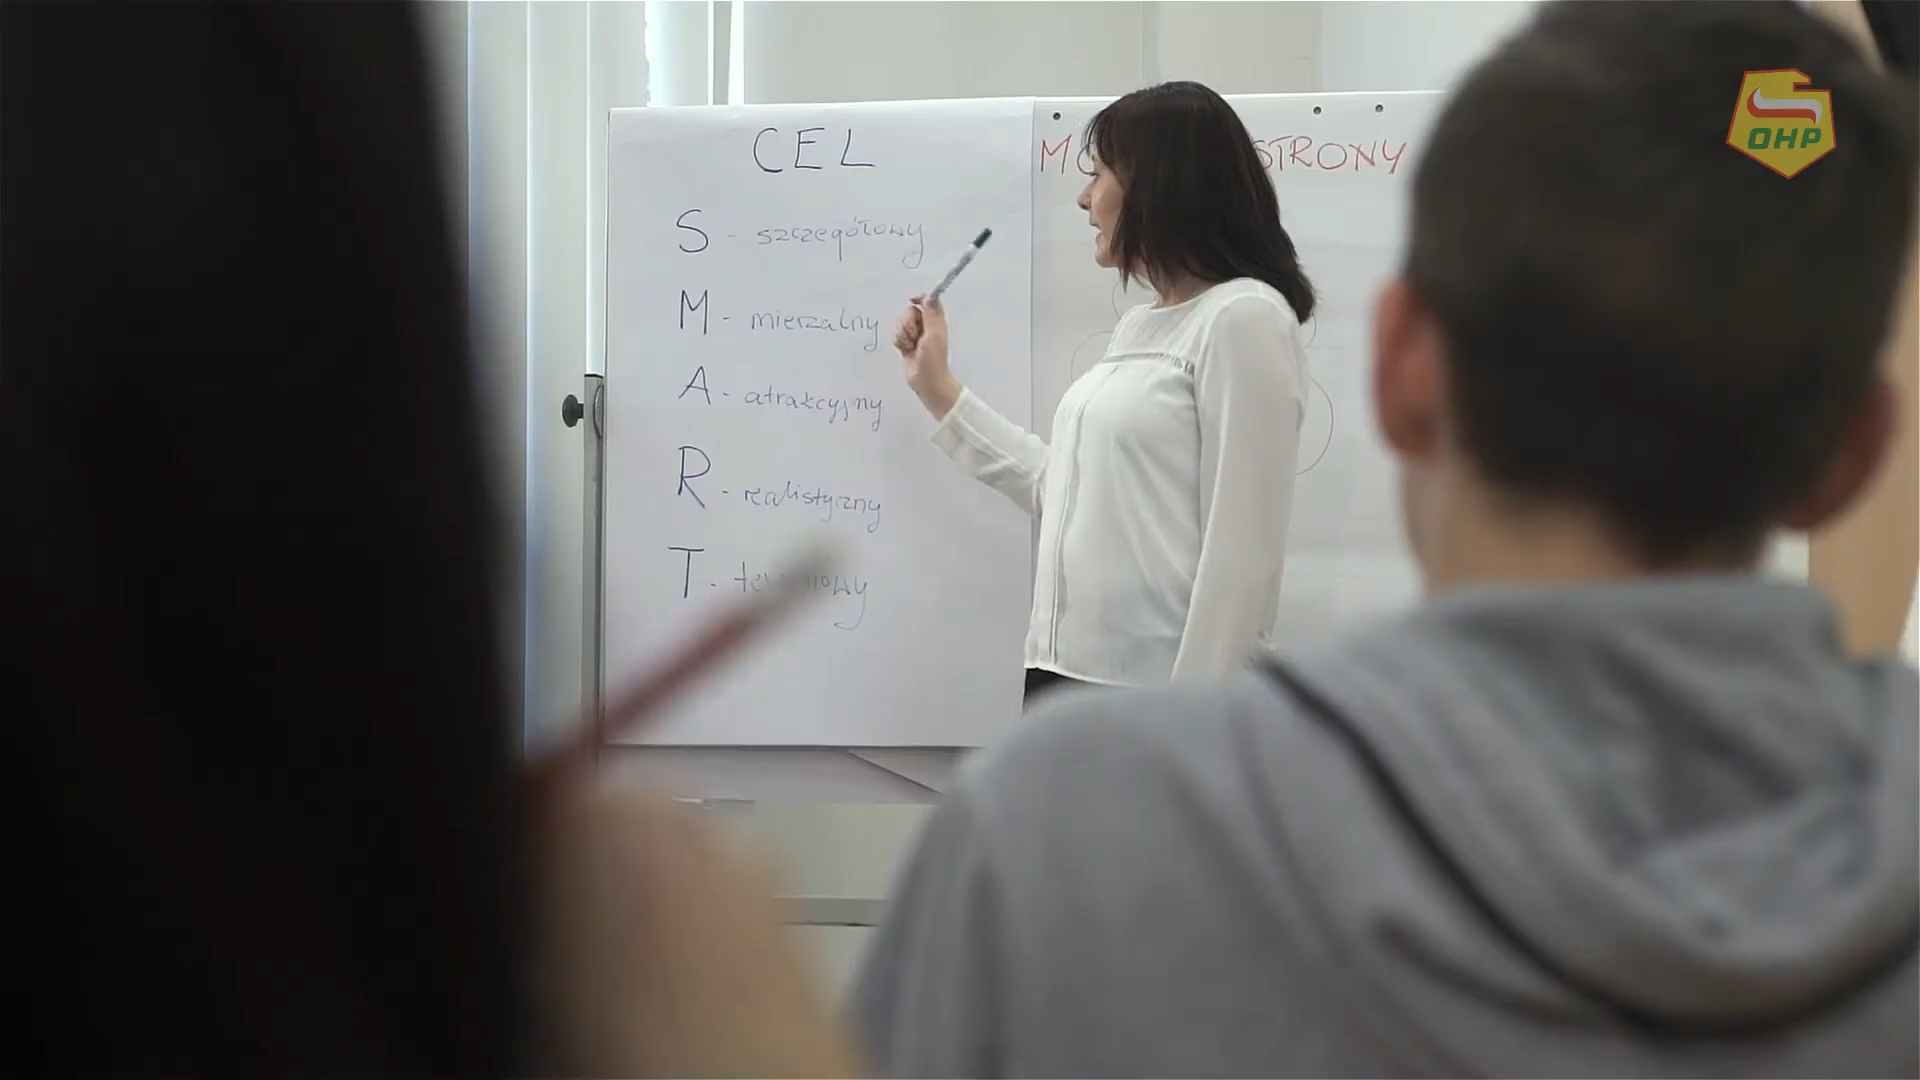 CEL
S - szczegółowy
M - mierzalny
A - atrakcyjny
R - realistyczny
T -
STRONY
OHP